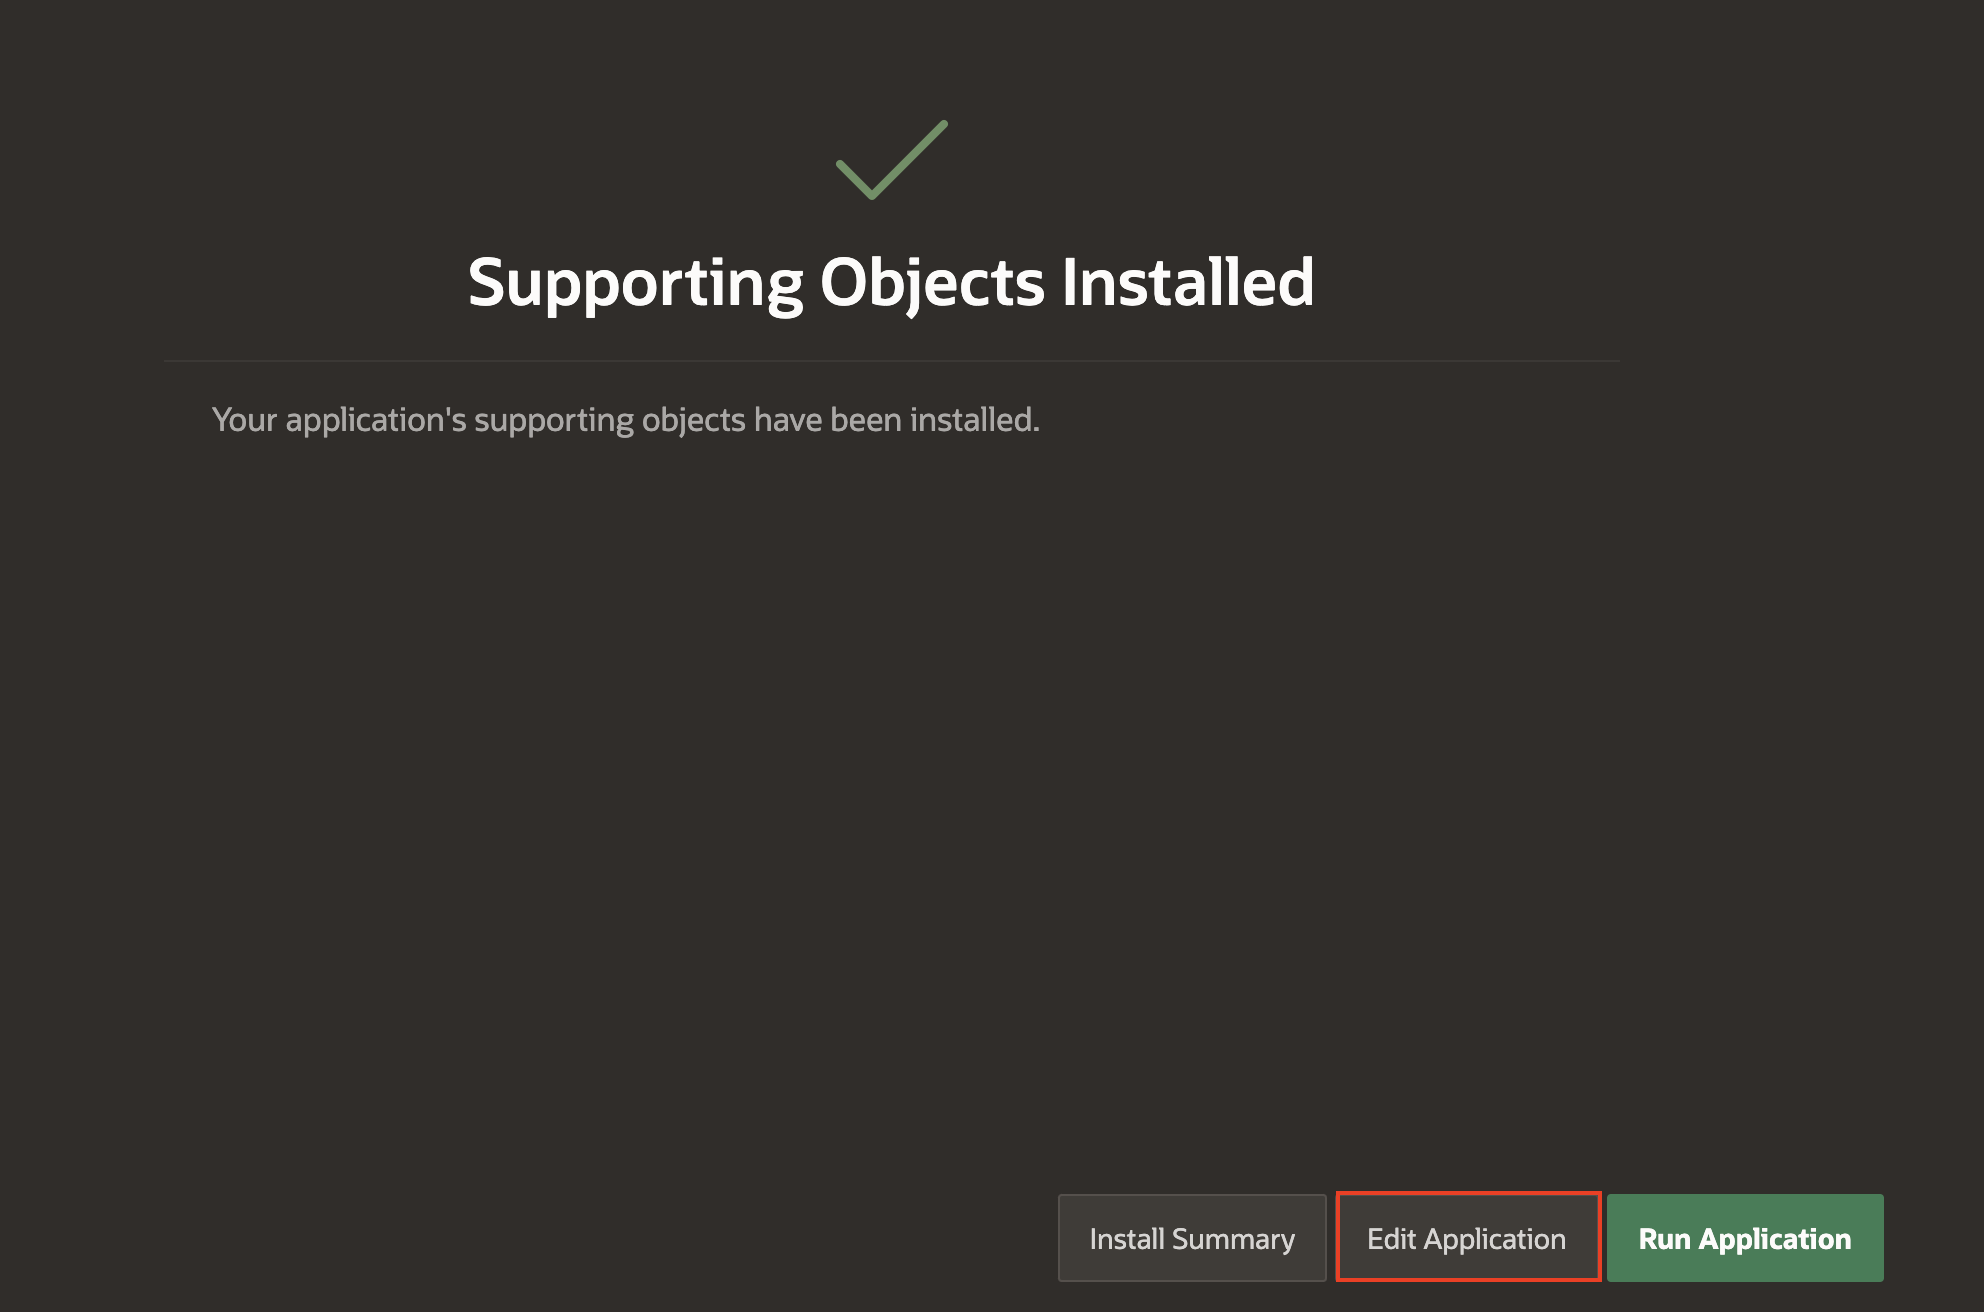 Supporting Objects Installed
Your application's supporting objects have been installed.
Install Summary
Edit Application
Run Application